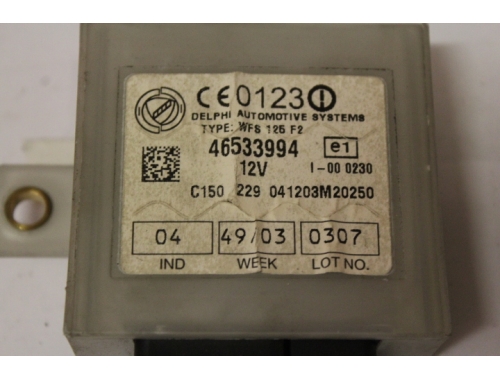 CE0123
DELPHI AUTOMOTIVE SYSTEMS
TYPE: WFS 125 F2
46533994
e1
12V
I-00 0230
C150 229 041203M20250
04
49/03
0307
IND
WEEK
LOT NO.